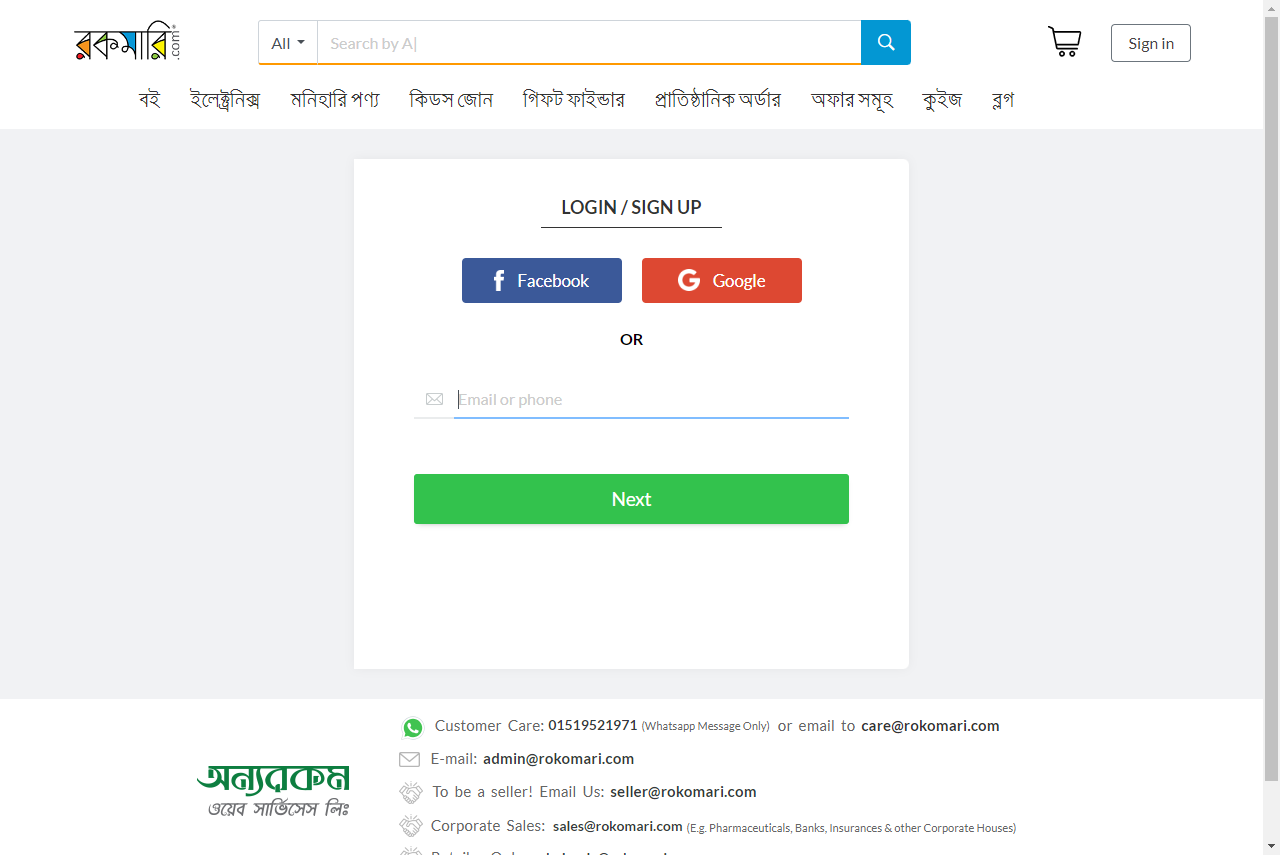 রকমারি.com
All
Search by A|
Sign in
বই
ইলেক্ট্রনিক্স
মনিহারি পণ্য
কিডস জোন
গিফট ফাইন্ডার
প্রাতিষ্ঠানিক অর্ডার
অফার সমূহ
কুইজ
ব্লগ
LOGIN / SIGN UP
Facebook
Google
OR
Email or phone
Next
অন্যরকম
ওয়েব সার্ভিসেস লিঃ
Customer Care: 01519521971 (Whatsapp Message Only) or email to care@rokomari.com
E-mail: admin@rokomari.com
To be a seller! Email Us: seller@rokomari.com
Corporate Sales: sales@rokomari.com (E.g. Pharmaceuticals, Banks, Insurances & other Corporate Houses)